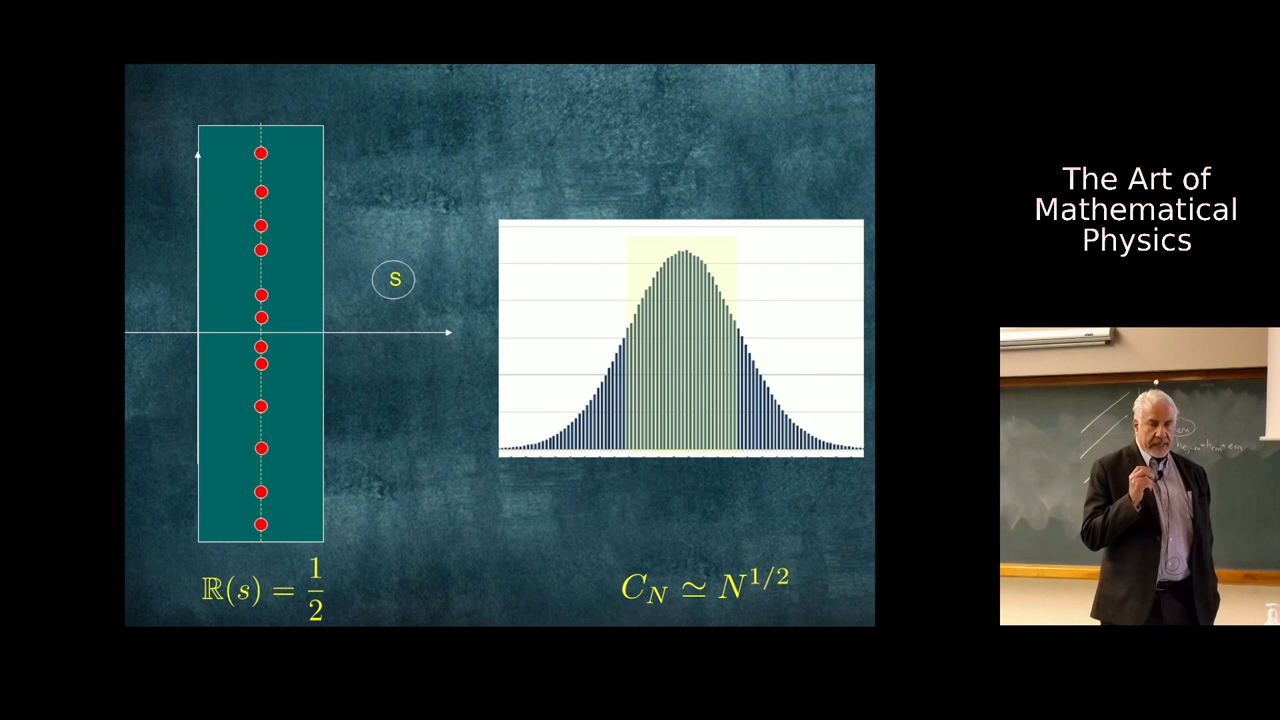 S
ℝ(s) = 1/2
C_N ≃ N^{1/2}
The Art of
Mathematical
Physics